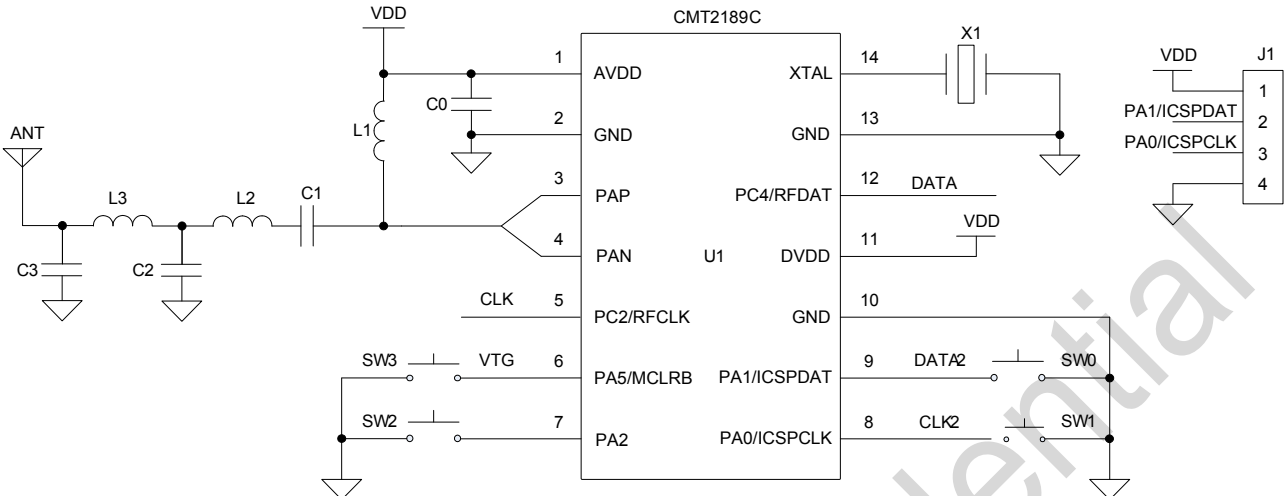 CMT2189C
VDD
X1
VDD
J1
1
AVDD
XTAL
14
1
C0
L1
PA1/ICSPDAT
2
2
GND
GND
13
PA0/ICSPCLK
3
ANT
4
3
PAP
PC4/RFDAT
12
DATA
L3
L2
C1
VDD
4
PAN
U1
DVDD
11
C3
C2
CLK
5
PC2/RFCLK
GND
10
SW3
VTG
6
PA5/MCLRB
PA1/ICSPDAT
9
DATA2
SW0
SW2
7
PA2
PA0/ICSPCLK
8
CLK2
SW1